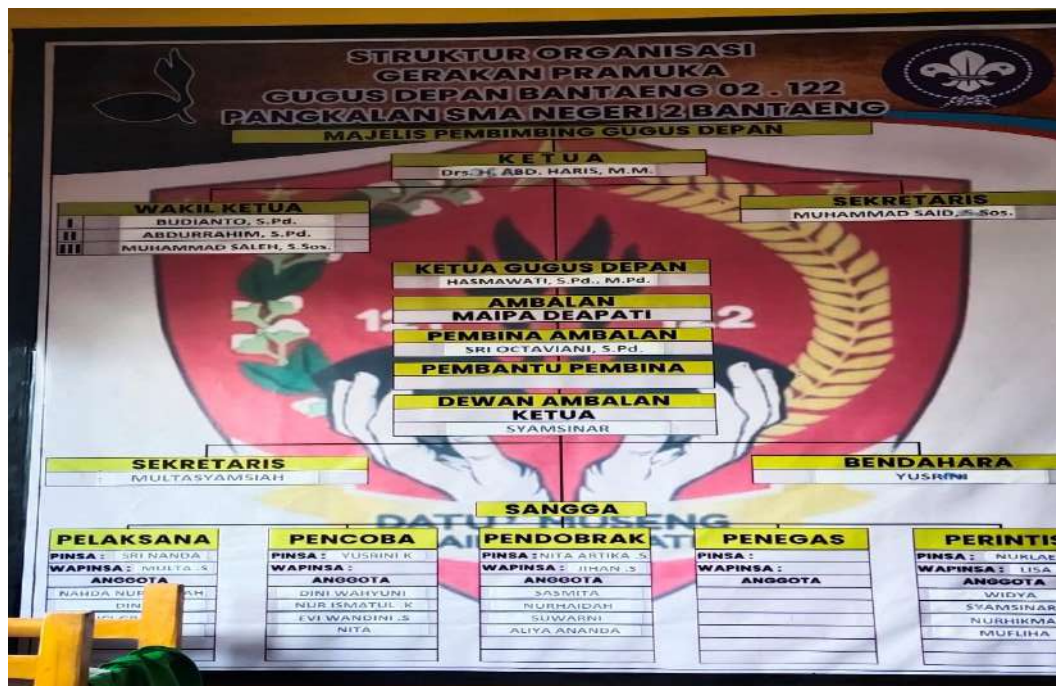 STRUKTUR ORGANISASI
GERAKAN PRAMUKA
GUGUS DEPAN BANTAENG 02 . 122
PANGKALAN SMA NEGERI 2 BANTAENG
MAJELIS PEMBIMBING GUGUS DEPAN
KETUA
Drs. H. ABD. HARIS, M.M.
WAKIL KETUA
I BUDIANTO, S.Pd.
II ABDURRAHIM, S.Pd.
III MUHAMMAD SALEH, S.Sos.
SEKRETARIS
MUHAMMAD SAID, S.Sos.
KETUA GUGUS DEPAN
HASMAWATI, S.Pd., M.Pd.
AMBALAN
MAIPA DEAPATI
PEMBINA AMBALAN
SRI OCTAVIANI, S.Pd.
PEMBANTU PEMBINA
DEWAN AMBALAN
KETUA
SYAMSINAR
SEKRETARIS
MULTASYAMSIAH
BENDAHARA
YUSRINI
SANGGA
DATU' MUSENG
PELAKSANA
PINSA : SRI NANDA
WAPINSA : MULTA .S
ANGGOTA
NAHDA
PENCOBA
PINSA : YUSRINI K
WAPINSA :
ANGGOTA
DINI WAHYUNI
NUR ISMATUL .K
EVI WANDINI .S
NITA
PENDOBRAK
PINSA : NITA ARTIKA .S
WAPINSA : JIHAN .S
ANGGOTA
SASMITA
NURHAIDAH
SUWARNI
ALIYA ANANDA
PENEGAS
PINSA :
WAPINSA :
ANGGOTA
PERINTIS
PINSA : NURLAE
WAPINSA : LISA
ANGGOTA
WIDYA
SYAMSINAR
NURHIKMA
MUFLIHA